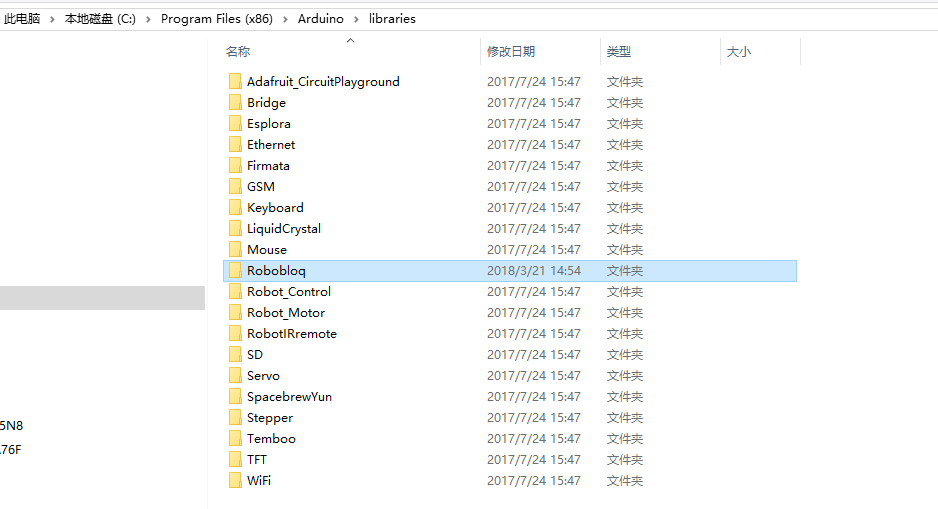 此电脑 > 本地磁盘 (C:) > Program Files (x86) > Arduino > libraries
名称 修改日期 类型 大小
Adafruit_CircuitPlayground 2017/7/24 15:47 文件夹
Bridge 2017/7/24 15:47 文件夹
Esplora 2017/7/24 15:47 文件夹
Ethernet 2017/7/24 15:47 文件夹
Firmata 2017/7/24 15:47 文件夹
GSM 2017/7/24 15:47 文件夹
Keyboard 2017/7/24 15:47 文件夹
LiquidCrystal 2017/7/24 15:47 文件夹
Mouse 2017/7/24 15:47 文件夹
Robobloq 2018/3/21 14:54 文件夹
Robot_Control 2017/7/24 15:47 文件夹
Robot_Motor 2017/7/24 15:47 文件夹
RobotIRremote 2017/7/24 15:47 文件夹
SD 2017/7/24 15:47 文件夹
Servo 2017/7/24 15:47 文件夹
SpacebrewYun 2017/7/24 15:47 文件夹
Stepper 2017/7/24 15:47 文件夹
Temboo 2017/7/24 15:47 文件夹
TFT 2017/7/24 15:47 文件夹
WiFi 2017/7/24 15:47 文件夹
5N8
76F